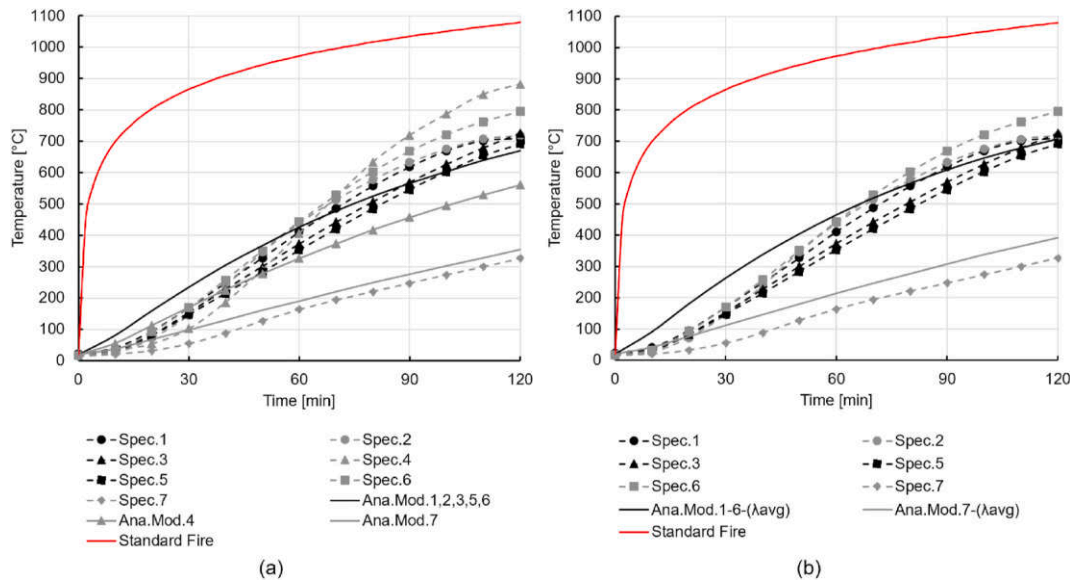 1100
1000
900
800
700
600
500
400
300
200
100
0
Temperature [°C]
0 30 60 90 120
Time [min]
Spec.1 Spec.2
Spec.3 Spec.4
Spec.5 Spec.6
Spec.7 Ana.Mod.1,2,3,5,6
Ana.Mod.4 Ana.Mod.7
Standard Fire
(a)
1100
1000
900
800
700
600
500
400
300
200
100
0
Temperature [°C]
0 30 60 90 120
Time [min]
Spec.1 Spec.2
Spec.3 Spec.5
Spec.6 Spec.7
Ana.Mod.1-6-(λavg) Ana.Mod.7-(λavg)
Standard Fire
(b)